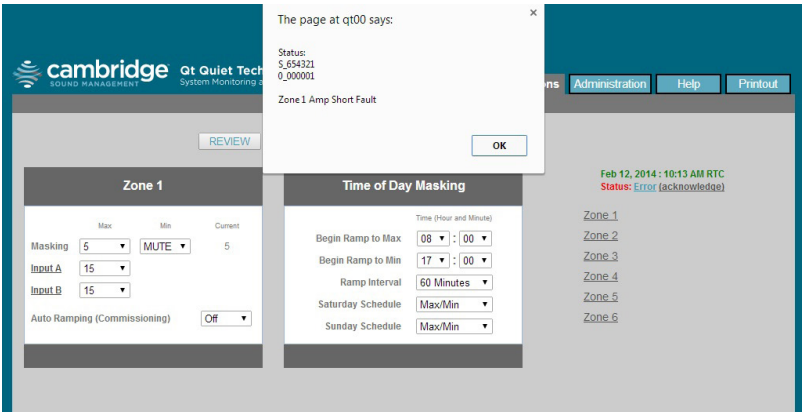 The page at qt00 says:
×
Status:
S_654321
0_000001
Zone 1 Amp Short Fault
OK
cambridge
SOUND MANAGEMENT
Qt Quiet Tech
System Monitoring
ns
Administration
Help
Printout
REVIEW
Zone 1
Max Min Current
Masking 5 MUTE 5
Input A 15
Input B 15
Auto Ramping (Commissioning) Off
Time of Day Masking
Time (Hour and Minute)
Begin Ramp to Max 08 : 00
Begin Ramp to Min 17 : 00
Ramp Interval 60 Minutes
Saturday Schedule Max/Min
Sunday Schedule Max/Min
Feb 12, 2014 : 10:13 AM RTC
Status: Error (acknowledge)
Zone 1
Zone 2
Zone 3
Zone 4
Zone 5
Zone 6